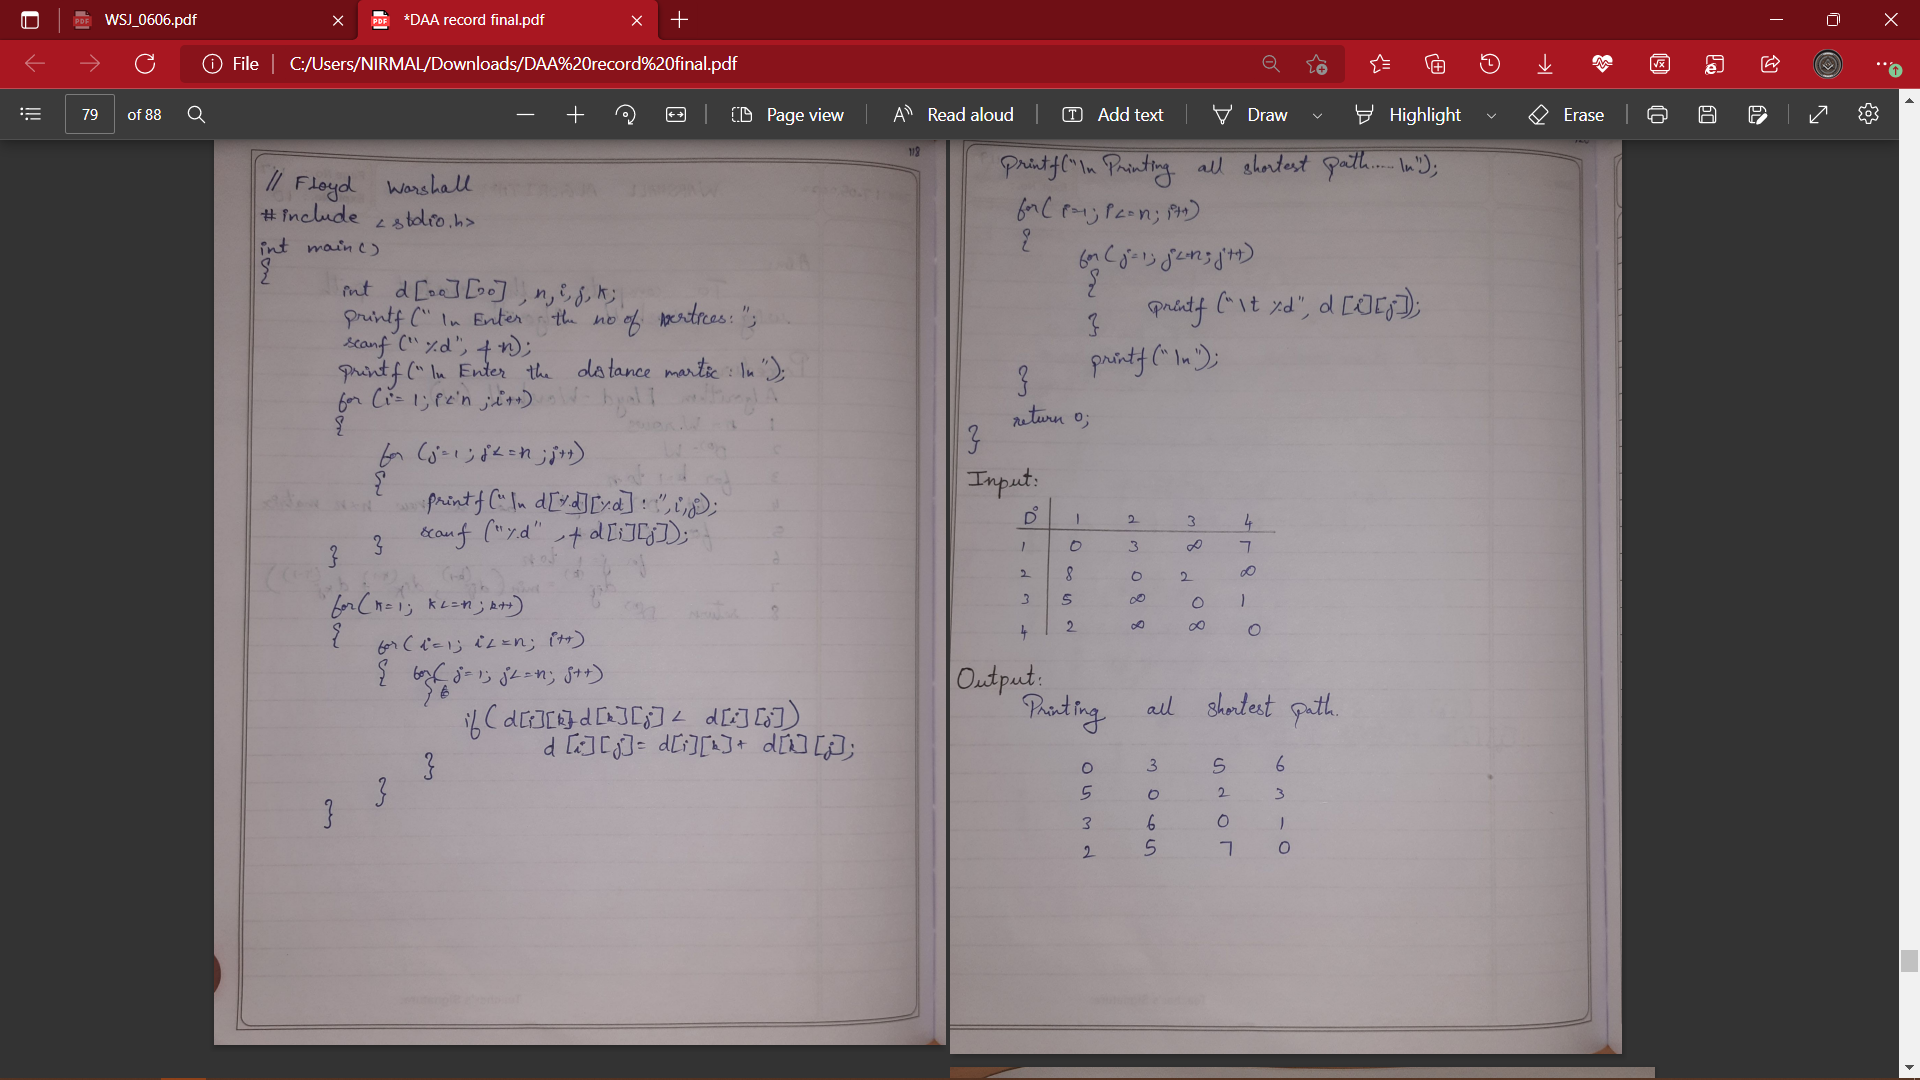 WSJ_0606.pdf
*DAA record final.pdf
File
C:/Users/NIRMAL/Downloads/DAA%20record%20final.pdf
79 of 88
Page view
Read aloud
Add text
Draw
Highlight
Erase
118
// Floyd Warshall
#include <stdio.h>
int main()
{
int d[20][20], n,i,j,k;
printf("\n Enter the no of vertices: ";
scanf("%d", &n);
printf("\n Enter the distance martic: \n");
for (i=1; i<n ;i++)
{
for (j=1 ; j<=n ;j++)
{
printf("\n d[%d][%d] : ",i,j);
scanf ("%d" , & d[i][j]);
}
}
for(k=1; k<=n; k++)
{
for(i=1; i<=n; i++)
{ for(j=1; j<=n; j++)
{
if(d[i][k]+d[k][j] < d[i][j])
d[i][j]= d[i][k]+ d[k][j];
}
}
}
printf("\n Printing all shortest path..... \n");
for( i=1; i<=n; i++)
{
for(j=1; j<=n; j++)
{
printf ("\t %d", d[i][j]);
}
printf("\n");
}
return 0;
}
Input:
D° 1 2 3 4
1 0 3 ∞ 7
2 8 0 2 ∞
3 5 ∞ 0 1
4 2 ∞ ∞ 0
Output:
Printing all shortest path.
0 3 5 6
5 0 2 3
3 6 0 1
2 5 7 0